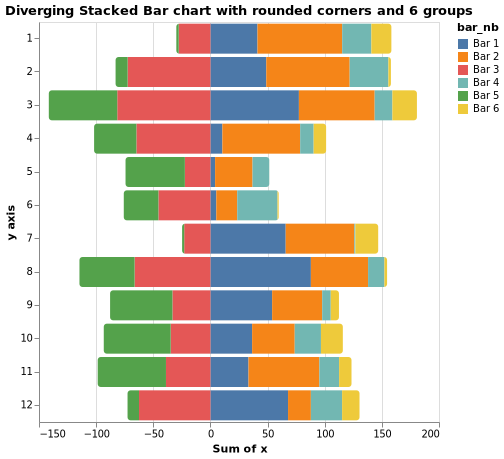 Diverging Stacked Bar chart with rounded corners and 6 groups
bar_nb
Bar 1
Bar 2
Bar 3
Bar 4
Bar 5
Bar 6
y axis
1
2
3
4
5
6
7
8
9
10
11
12
−150 −100 −50 0 50 100 150 200
Sum of x